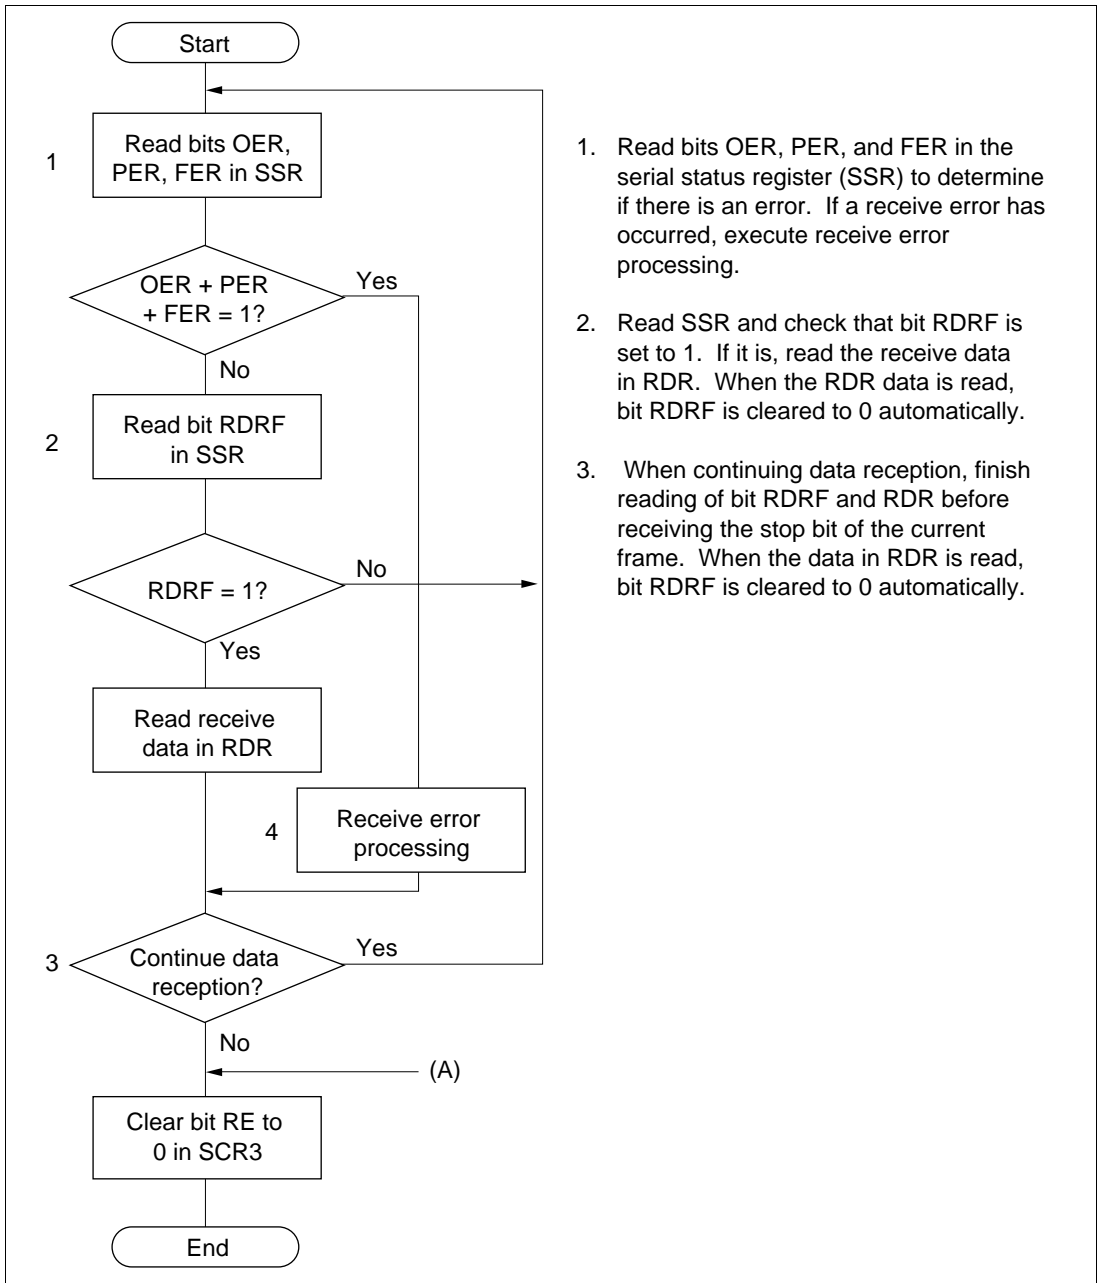 Start
1
Read bits OER,
PER, FER in SSR
OER + PER
+ FER = 1?
Yes
No
2
Read bit RDRF
in SSR
RDRF = 1?
No
Yes
Read receive
data in RDR
4
Receive error
processing
3
Continue data
reception?
Yes
No
(A)
Clear bit RE to
0 in SCR3
End
1. Read bits OER, PER, and FER in the
serial status register (SSR) to determine
if there is an error. If a receive error has
occurred, execute receive error
processing.
2. Read SSR and check that bit RDRF is
set to 1. If it is, read the receive data
in RDR. When the RDR data is read,
bit RDRF is cleared to 0 automatically.
3. When continuing data reception, finish
reading of bit RDRF and RDR before
receiving the stop bit of the current
frame. When the data in RDR is read,
bit RDRF is cleared to 0 automatically.